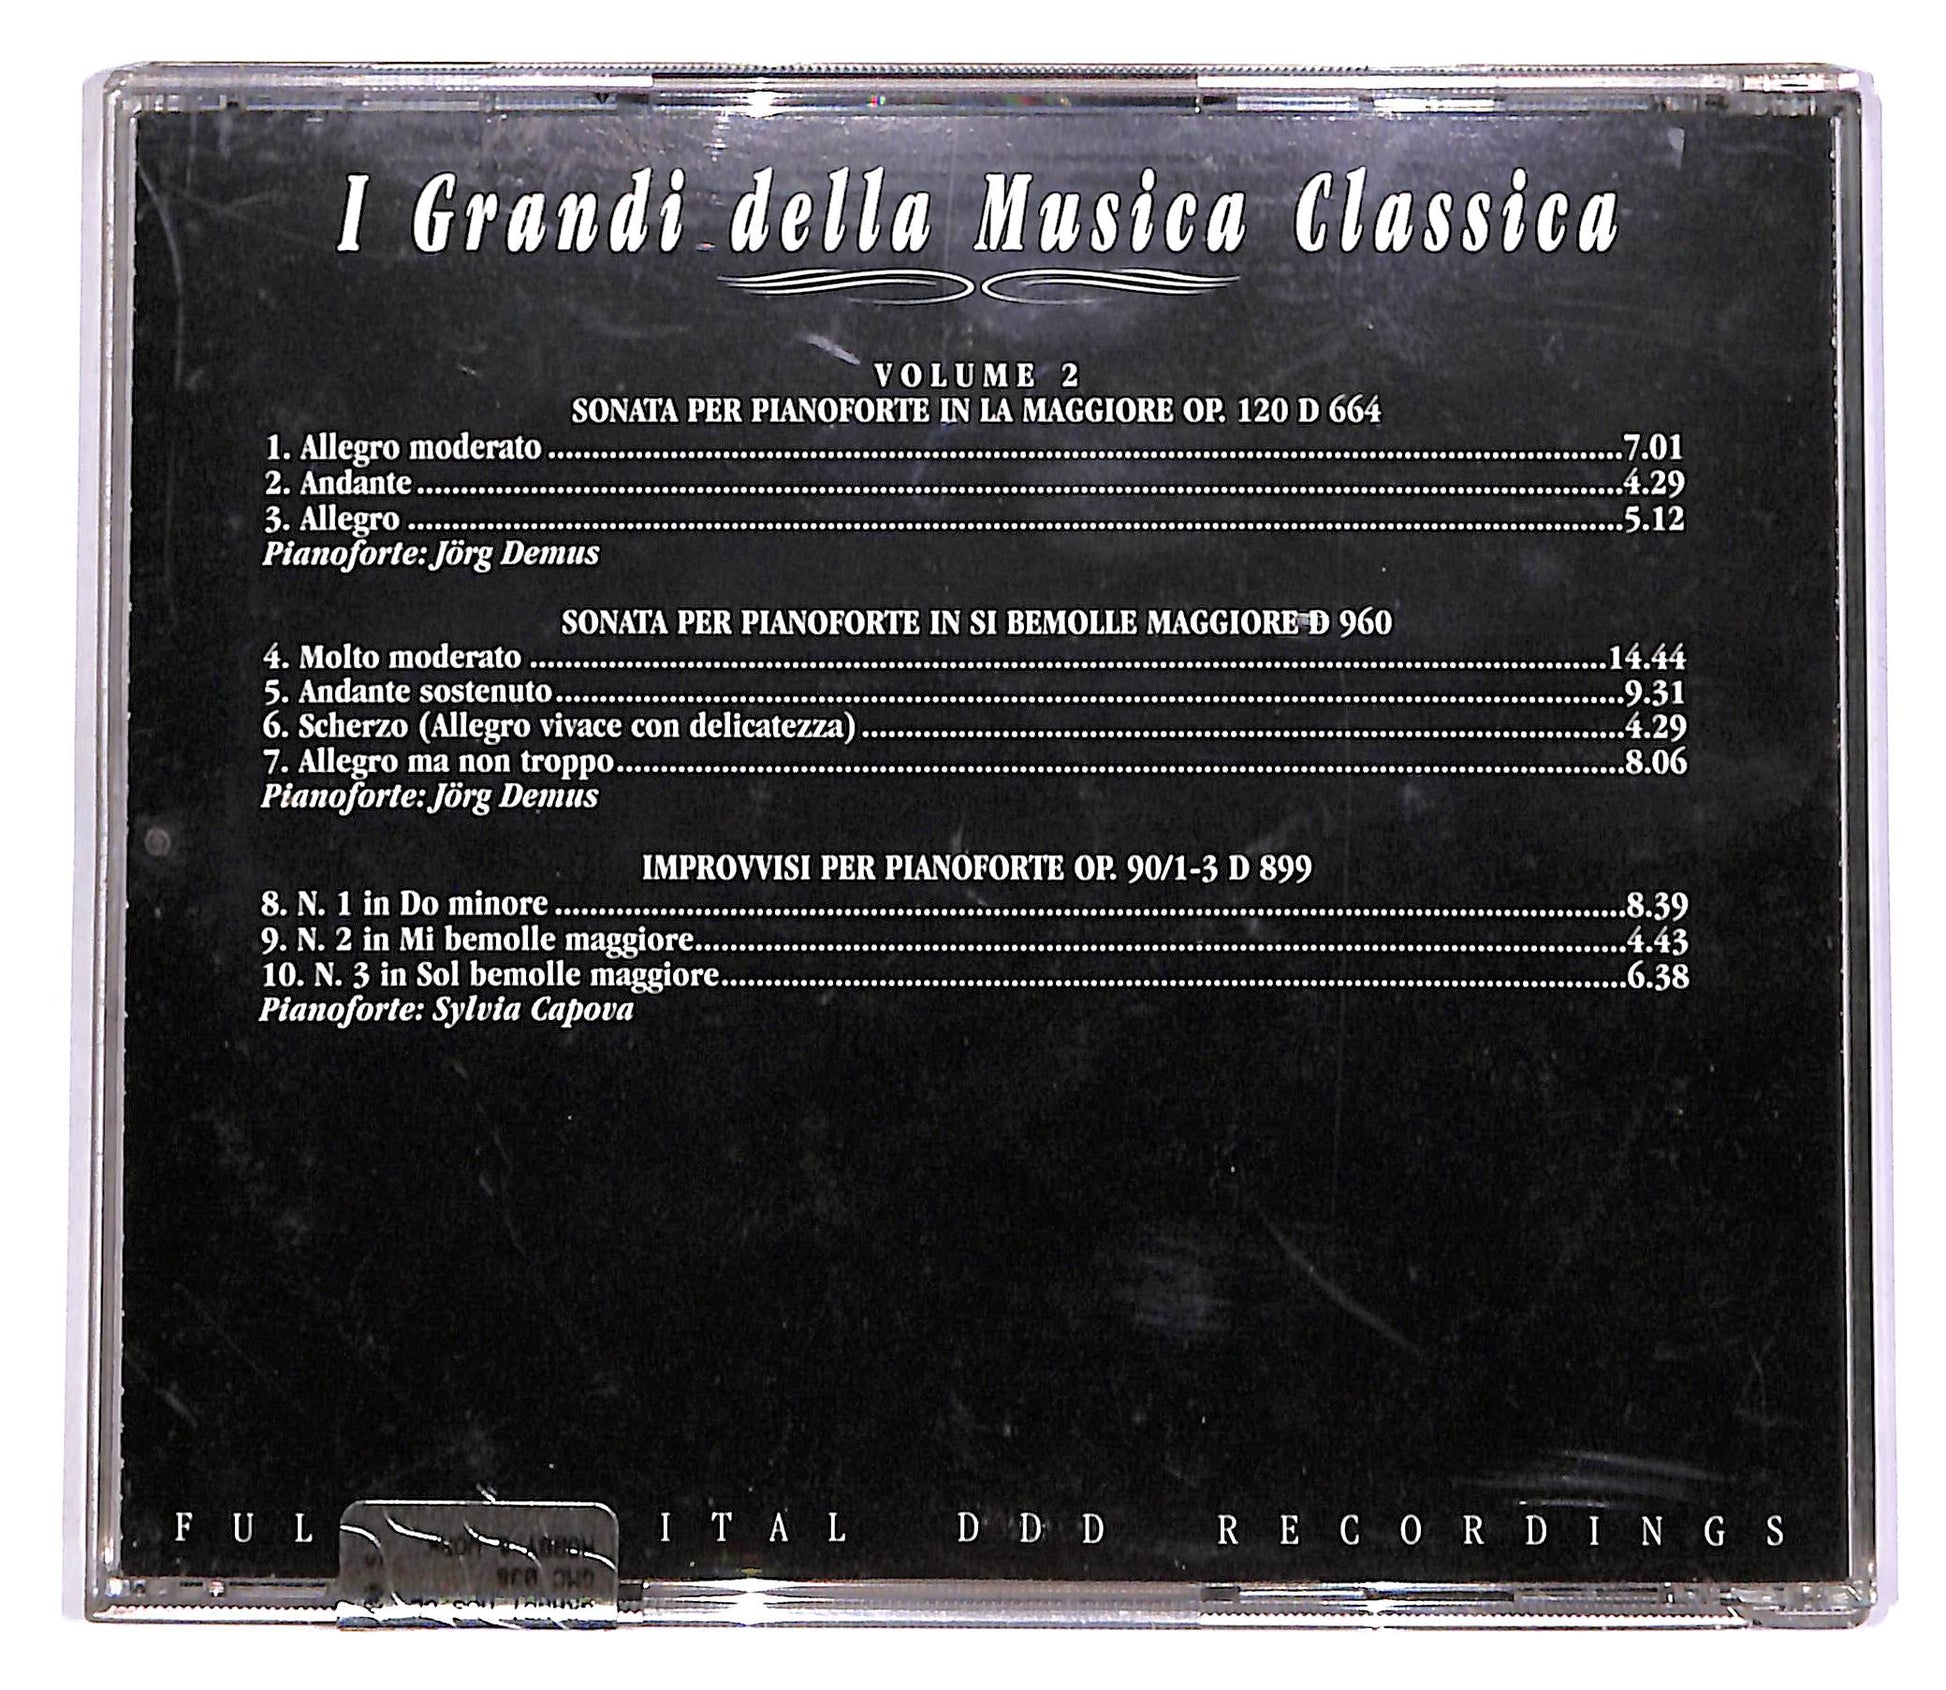 I Grandi della Musica Classica
VOLUME 2
SONATA PER PIANOFORTE IN LA MAGGIORE OP. 120 D 664
1. Allegro moderato 7.01
2. Andante 4.29
3. Allegro 5.12
Pianoforte: Jörg Demus
SONATA PER PIANOFORTE IN SI BEMOLLE MAGGIORE D 960
4. Molto moderato 14.44
5. Andante sostenuto 9.31
6. Scherzo (Allegro vivace con delicatezza) 4.29
7. Allegro ma non troppo 8.06
Pianoforte: Jörg Demus
IMPROVVISI PER PIANOFORTE OP. 90/1-3 D 899
8. N. 1 in Do minore 8.39
9. N. 2 in Mi bemolle maggiore 4.43
10. N. 3 in Sol bemolle maggiore 6.38
Pianoforte: Sylvia Capova
FUL ITAL DDD RECORDINGS